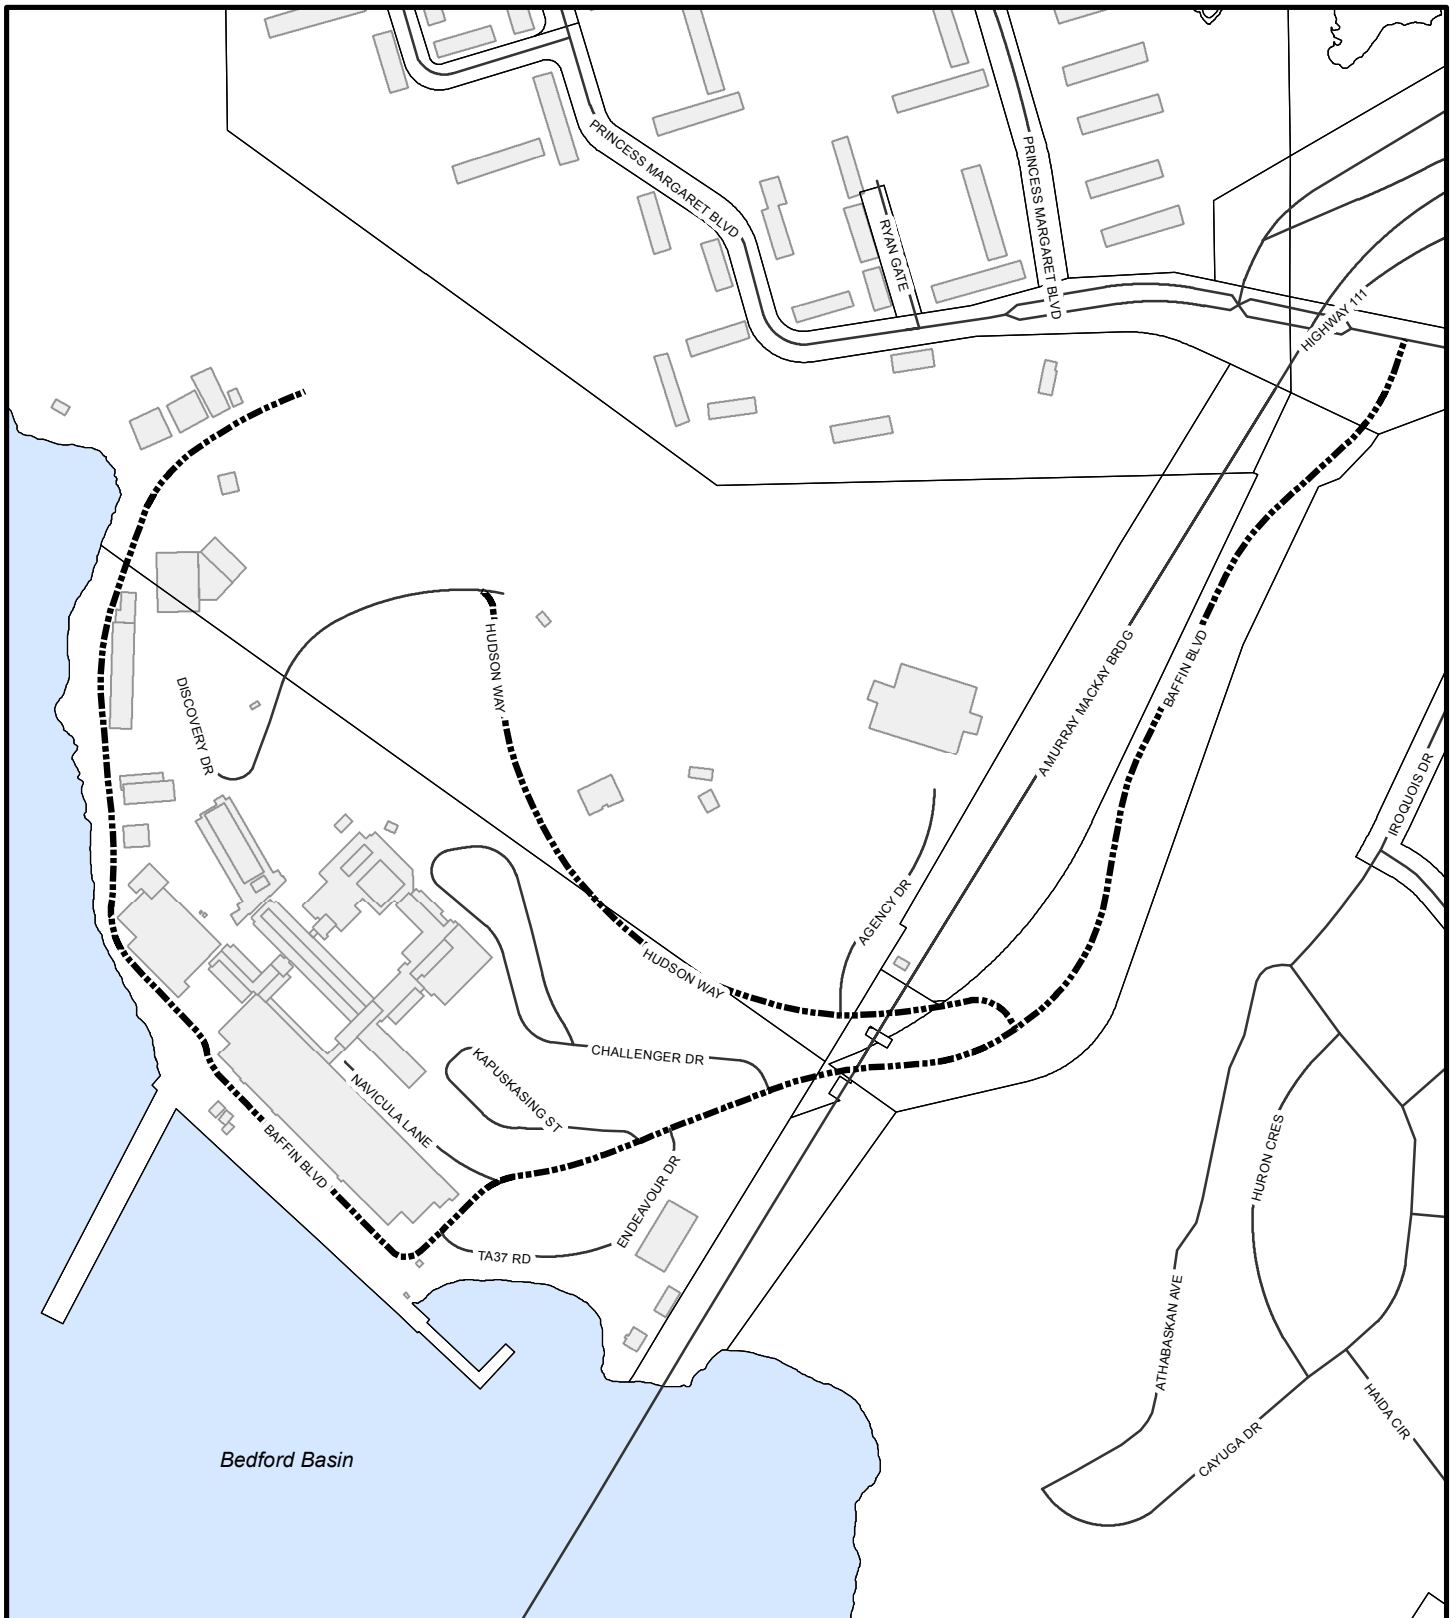 PRINCESS MARGARET BLVD
PRINCESS MARGARET BLVD
RYAN GATE
HIGHWAY 111
HUDSON WAY
DISCOVERY DR
A MURRAY MACKAY BRDG
BAFFIN BLVD
IROQUOIS DR
AGENCY DR
HUDSON WAY
CHALLENGER DR
KAPUSKASING ST
NAVICULA LANE
BAFFIN BLVD
ENDEAVOUR DR
TA37 RD
HURON CRES
ATHABASKAN AVE
HAIDA CIR
CAYUGA DR
Bedford Basin